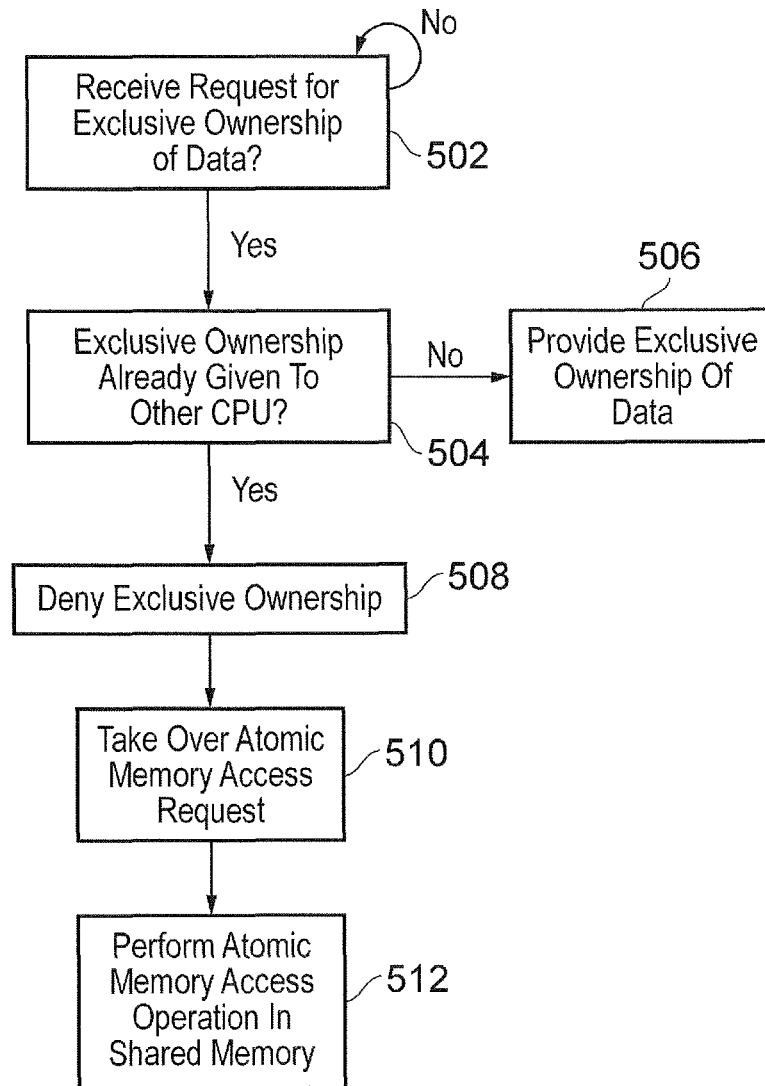 No
Receive Request for
Exclusive Ownership
of Data?
502
Yes
506
Exclusive Ownership
Already Given To
Other CPU?
504
No
Provide Exclusive
Ownership Of
Data
Yes
Deny Exclusive Ownership
508
Take Over Atomic
Memory Access
Request
510
Perform Atomic
Memory Access
Operation In
Shared Memory
512